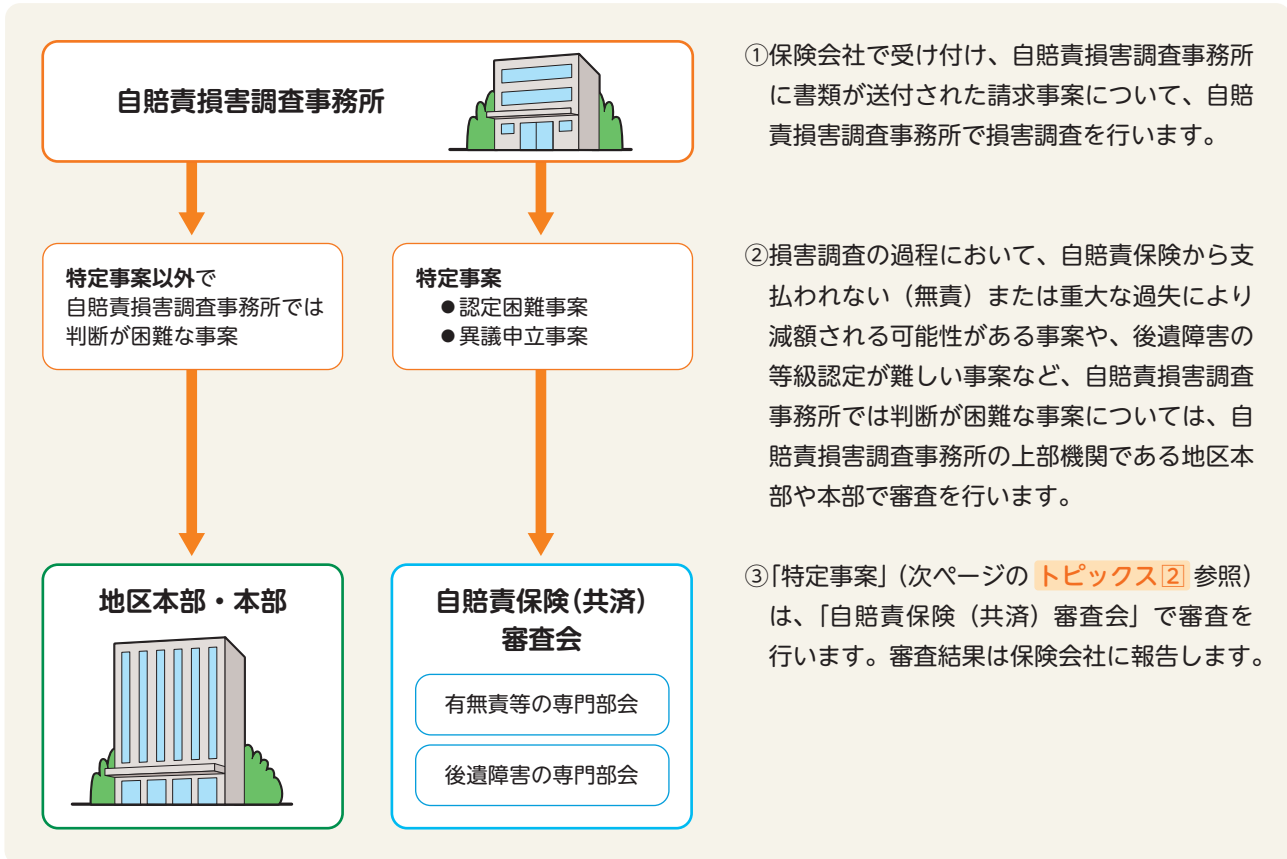 自賠責損害調査事務所
特定事案以外で
自賠責損害調査事務所では
判断が困難な事案
特定事案
●認定困難事案
●異議申立事案
地区本部・本部
自賠責保険(共済)
審査会
有無責等の専門部会
後遺障害の専門部会
①保険会社で受け付け、自賠責損害調査事務所
に書類が送付された請求事案について、自賠
責損害調査事務所で損害調査を行います。
②損害調査の過程において、自賠責保険から支
払われない（無責）または重大な過失により
減額される可能性がある事案や、後遺障害の
等級認定が難しい事案など、自賠責損害調査
事務所では判断が困難な事案については、自
賠責損害調査事務所の上部機関である地区本
部や本部で審査を行います。
③「特定事案」（次ページの トピックス2 参照）
は、「自賠責保険（共済）審査会」で審査を
行います。審査結果は保険会社に報告します。